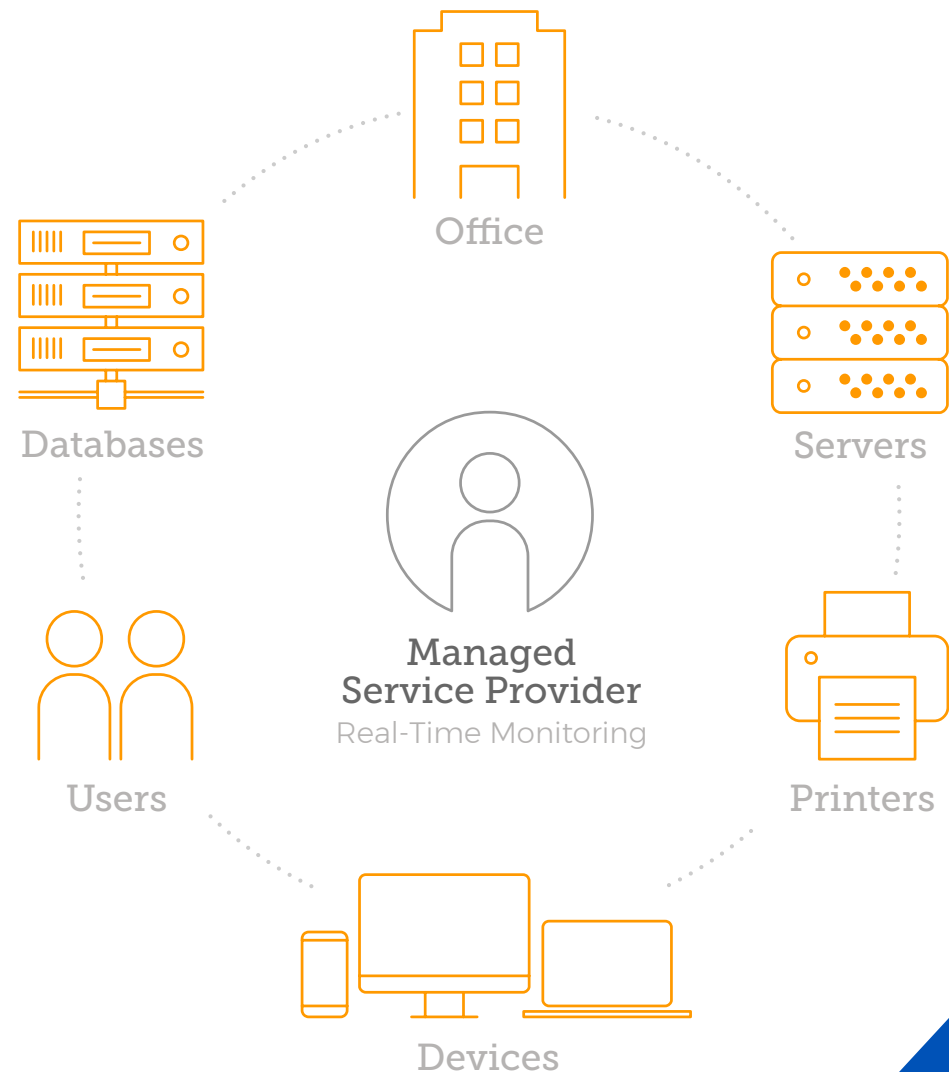 Office
Databases
Servers
Managed
Service Provider
Real-Time Monitoring
Users
Printers
Devices